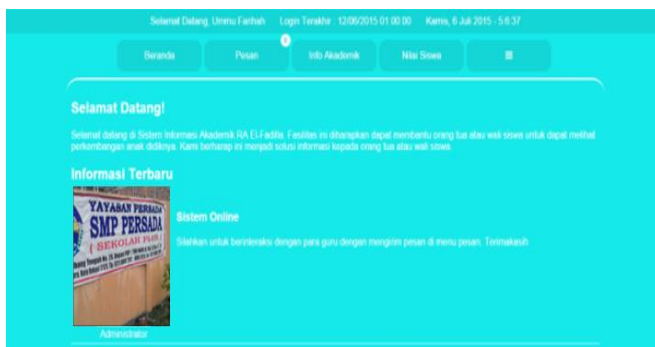 Selamat Datang, Ummu Farihah Login Terakhir 12/06/2015 01:00:00 Kamis, 6 Juli 2015 - 5:6:37
Beranda Pesan 0 Info Akademik Nilai Siswa
Selamat Datang!
Selamat datang di Sistem Informasi Akademik RA El-Fadilla. Fasilitas ini diharapkan dapat membantu orang tua atau wali siswa untuk dapat melihat
perkembangan anak didiknya. Kami berharap ini menjadi solusi informasi kepada orang tua atau wali siswa.
Informasi Terbaru
YAYASAN PERSADA
SMP PERSADA
( SEKOLAH PLUS )
Sistem Online
Silahkan untuk berinteraksi dengan para guru dengan mengirim pesan di menu pesan. Terimakasih
Administrator